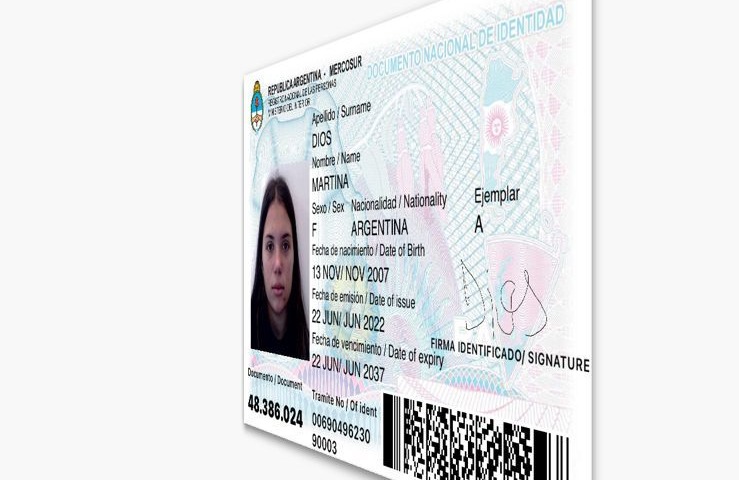 REPUBLICA ARGENTINA - MERCOSUR
REGISTRO NACIONAL DE LAS PERSONAS
MINISTERIO DEL INTERIOR
DOCUMENTO NACIONAL DE IDENTIDAD
Apellido / Surname
DIOS
Nombre / Name
MARTINA
Sexo / Sex Nacionalidad / Nationality
F ARGENTINA
Ejemplar
A
Fecha de nacimiento / Date of Birth
13 NOV/ NOV 2007
Fecha de emisión / Date of issue
22 JUN/ JUN 2022
Fecha de vencimiento / Date of expiry
22 JUN/ JUN 2037
Dios
FIRMA IDENTIFICADO/ SIGNATURE
Documento / Document
48.386.024
Tramite No / Of ident
00690496230
90003